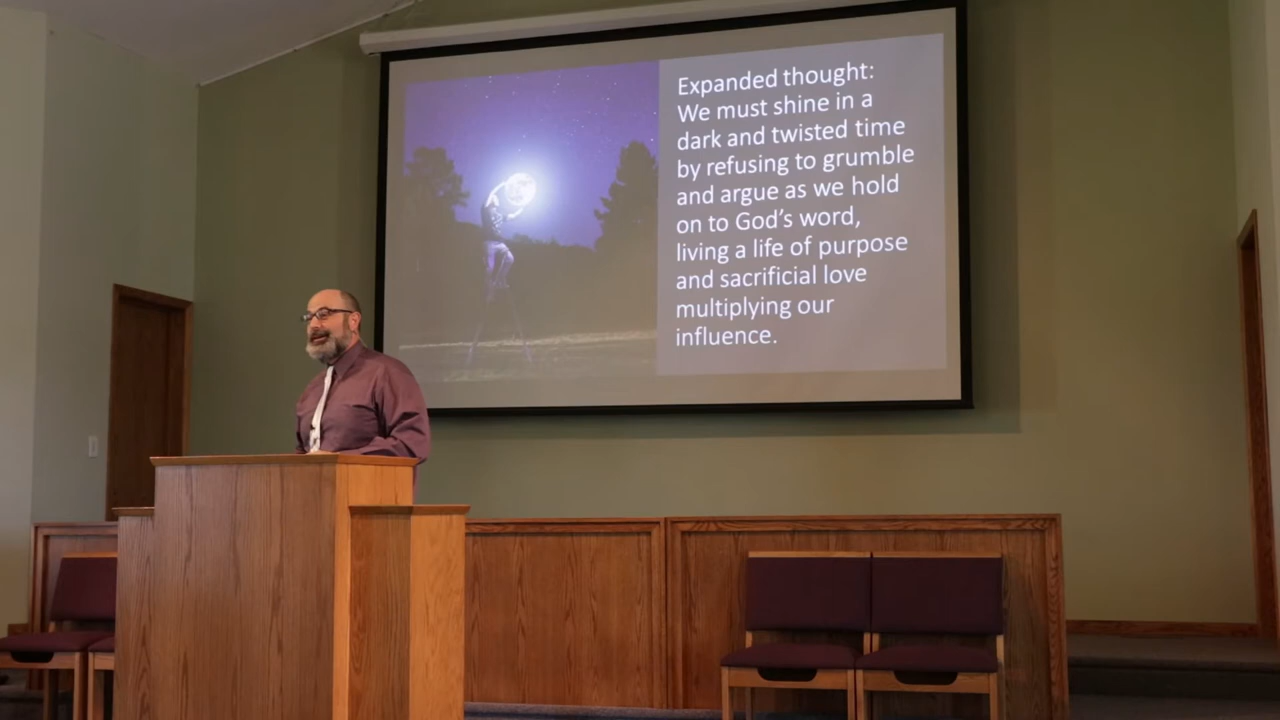 Expanded thought:
We must shine in a
dark and twisted time
by refusing to grumble
and argue as we hold
on to God's word,
living a life of purpose
and sacrificial love
multiplying our
influence.